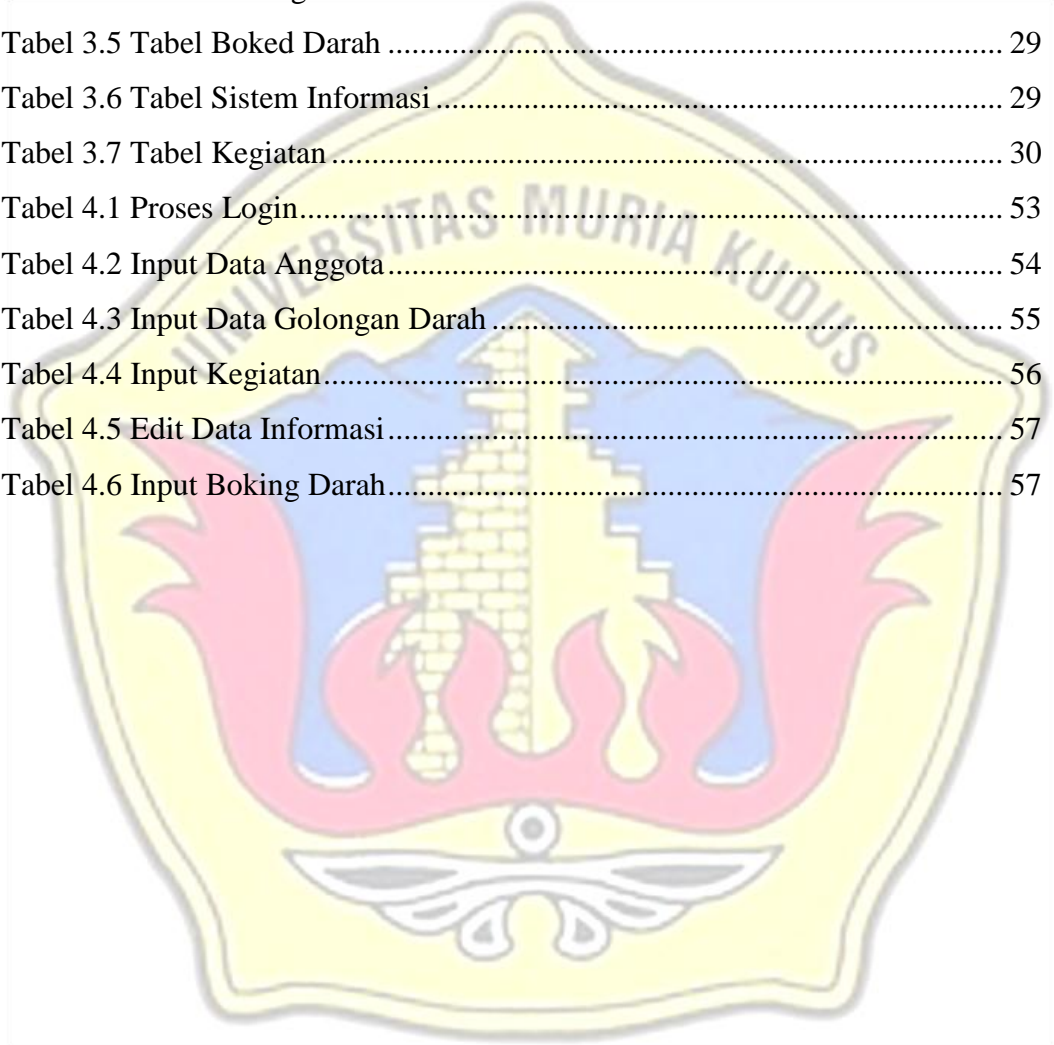 Tabel 3.5 Tabel Boked Darah ........................................................................ 29
Tabel 3.6 Tabel Sistem Informasi ................................................................. 29
Tabel 3.7 Tabel Kegiatan ............................................................................... 30
Tabel 4.1 Proses Login................................................................................... 53
Tabel 4.2 Input Data Anggota ....................................................................... 54
Tabel 4.3 Input Data Golongan Darah .......................................................... 55
Tabel 4.4 Input Kegiatan................................................................................ 56
Tabel 4.5 Edit Data Informasi ....................................................................... 57
Tabel 4.6 Input Boking Darah....................................................................... 57
UNIVERSITAS MURIA KUDUS